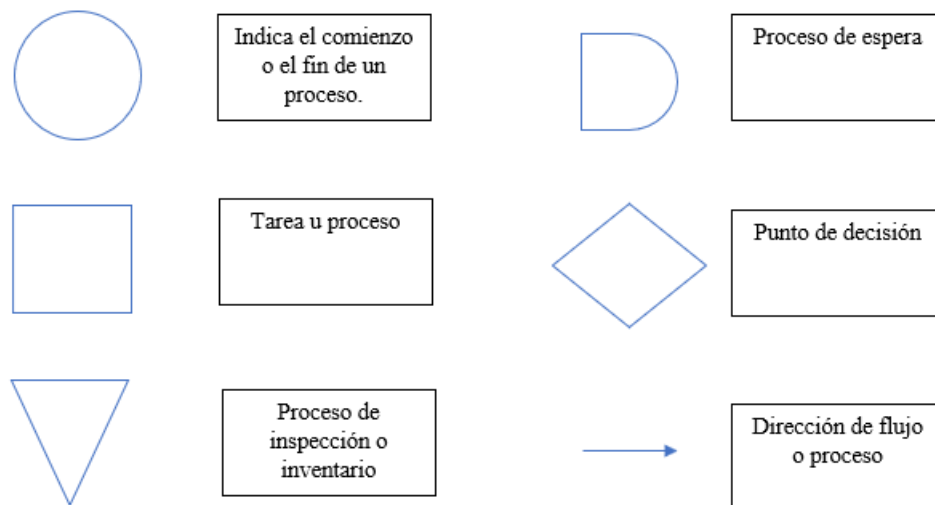 Indica el comienzo
o el fin de un
proceso.
Proceso de espera
Tarea u proceso
Punto de decisión
Proceso de
inspección o
inventario
Dirección de flujo
o proceso